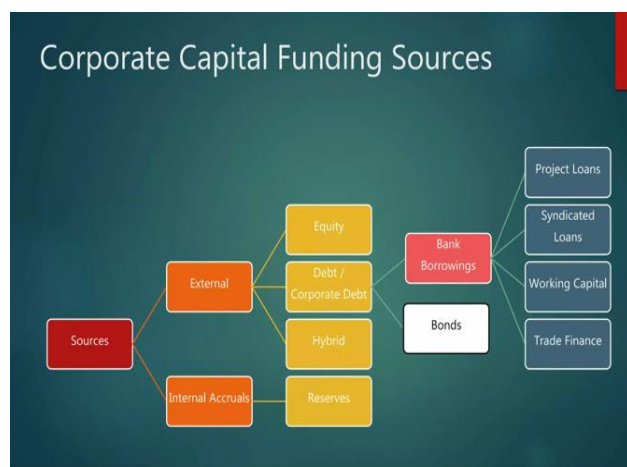 Corporate Capital Funding Sources
Project Loans
Equity
Syndicated
Loans
Bank
Borrowings
External
Debt /
Corporate Debt
Working Capital
Bonds
Sources
Hybrid
Trade Finance
Internal Accruals
Reserves